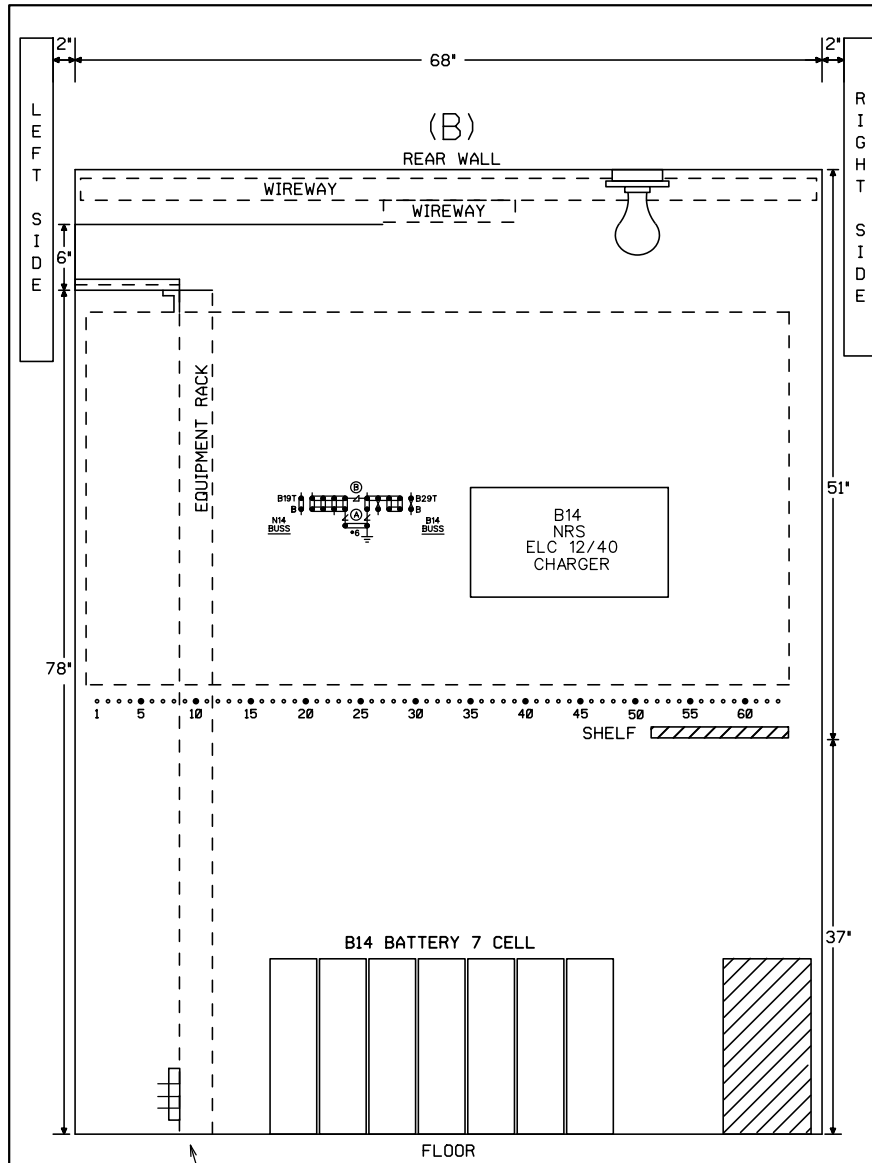 2" 68" 2"
LEFT SIDE
RIGHT SIDE
(B)
REAR WALL
WIREWAY
WIREWAY
6"
EQUIPMENT RACK
51"
B19T B B29T
B A B
N14 B14
BUSS *6 BUSS
B14
NRS
ELC 12/40
CHARGER
78"
1 5 10 15 20 25 30 35 40 45 50 55 60
SHELF
37"
B14 BATTERY 7 CELL
FLOOR